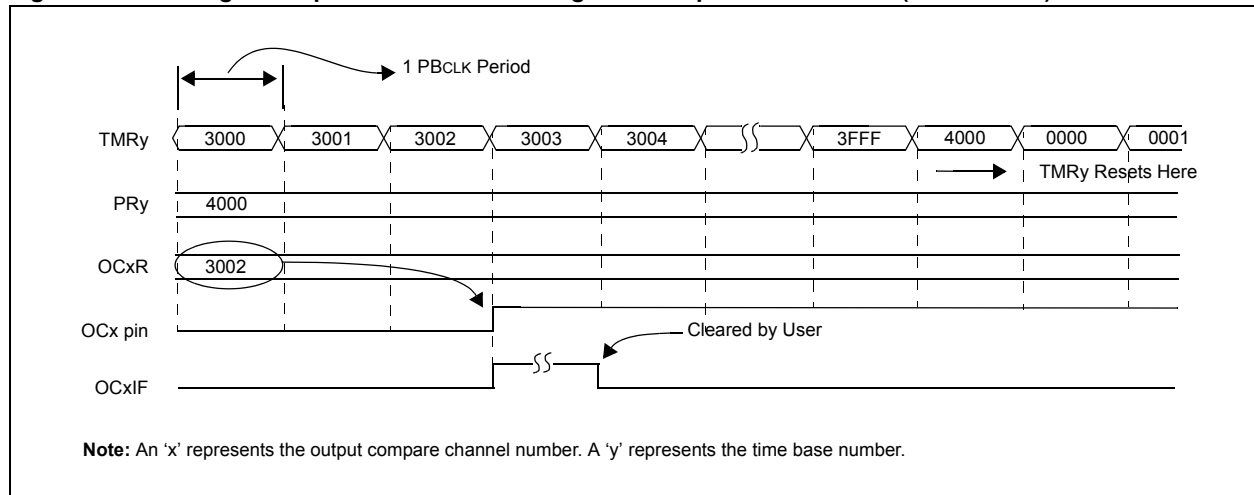 1 PBCLK Period
TMRy 3000 3001 3002 3003 3004 3FFF 4000 0000 0001
TMRy Resets Here
PRy 4000
OCxR 3002
OCx pin
Cleared by User
OCxIF
Note: An ‘x’ represents the output compare channel number. A ‘y’ represents the time base number.